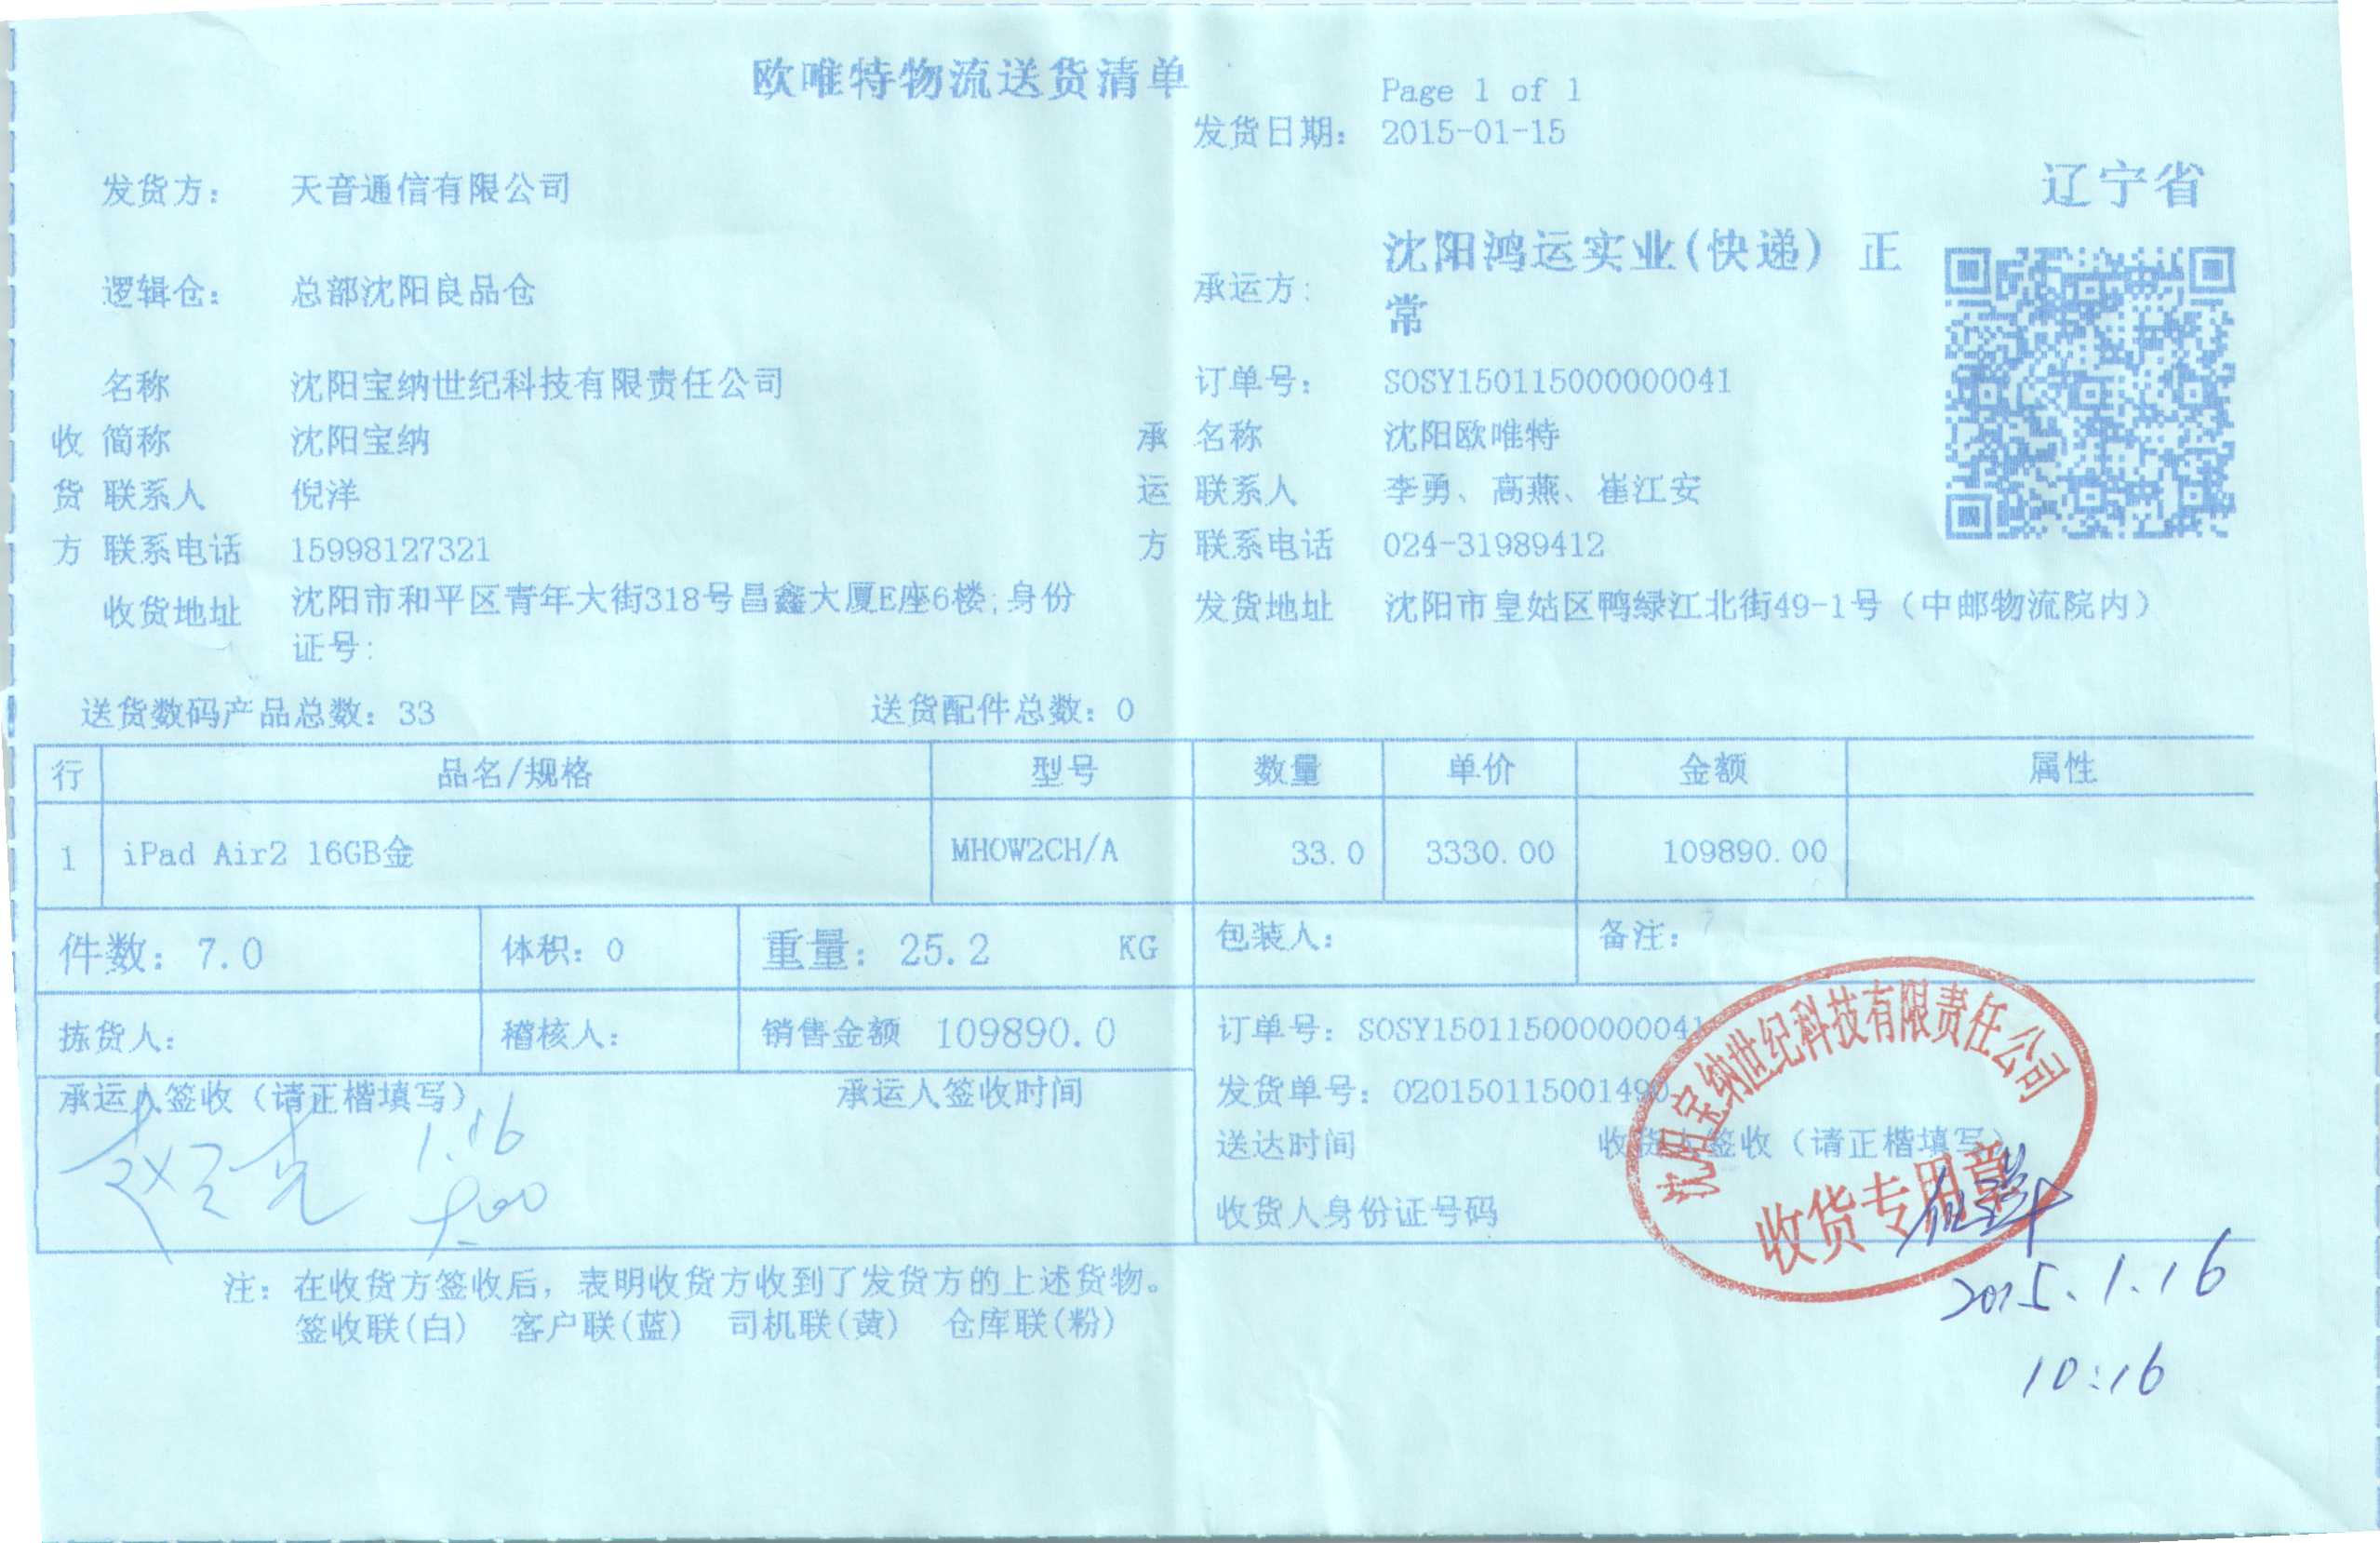 欧唯特物流送货清单
Page 1 of 1
发货日期: 2015-01-15
发货方: 天音通信有限公司
辽宁省
逻辑仓: 总部沈阳良品仓
承运方: 沈阳鸿运实业(快递) 正
常
名称 沈阳宝纳世纪科技有限责任公司
订单号: SOSY150115000000041
收 简称 沈阳宝纳
承 名称 沈阳欧唯特
货 联系人 倪洋
运 联系人 李勇、高燕、崔江安
方 联系电话 15998127321
方 联系电话 024-31989412
收货地址 沈阳市和平区青年大街318号昌鑫大厦E座6楼;身份
证号:
发货地址 沈阳市皇姑区鸭绿江北街49-1号(中邮物流院内)
送货数码产品总数: 33 送货配件总数: 0
行 品名/规格 型号 数量 单价 金额 属性
1 iPad Air2 16GB金 MHOW2CH/A 33.0 3330.00 109890.00
件数: 7.0 体积: 0 重量: 25.2 KG 包装人: 备注:
拣货人: 稽核人: 销售金额 109890.0
订单号: SOSY150115000000041
承运人签收(请正楷填写) 承运人签收时间
1.16
发货单号: O20150115001490
送达时间 收货人签收(请正楷填写)
收货人身份证号码
沈阳宝纳世纪科技有限责任公司
收货专用章
2015.1.16
10:16
注: 在收货方签收后, 表明收货方收到了发货方的上述货物。
签收联(白) 客户联(蓝) 司机联(黄) 仓库联(粉)